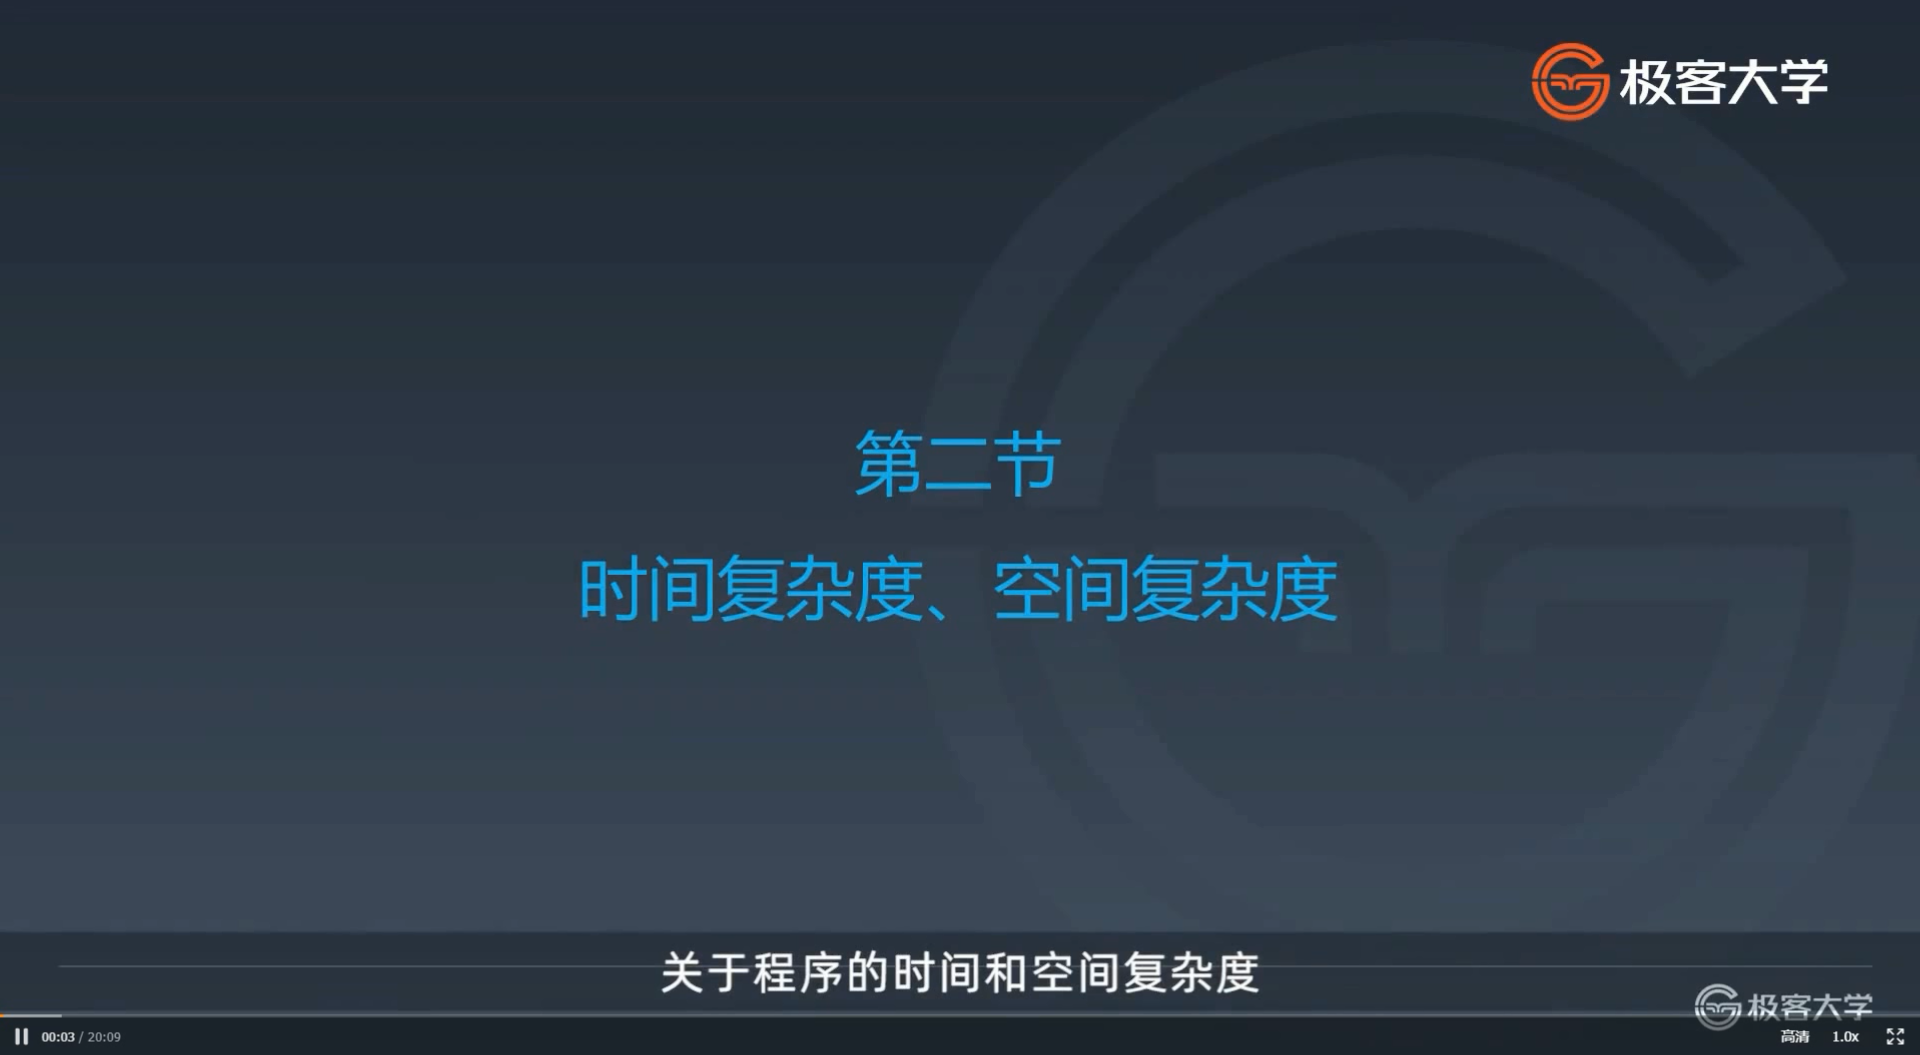 极客大学
第二节
时间复杂度、空间复杂度
关于程序的时间和空间复杂度
极客大学
00:03 / 20:09
高清
1.0x